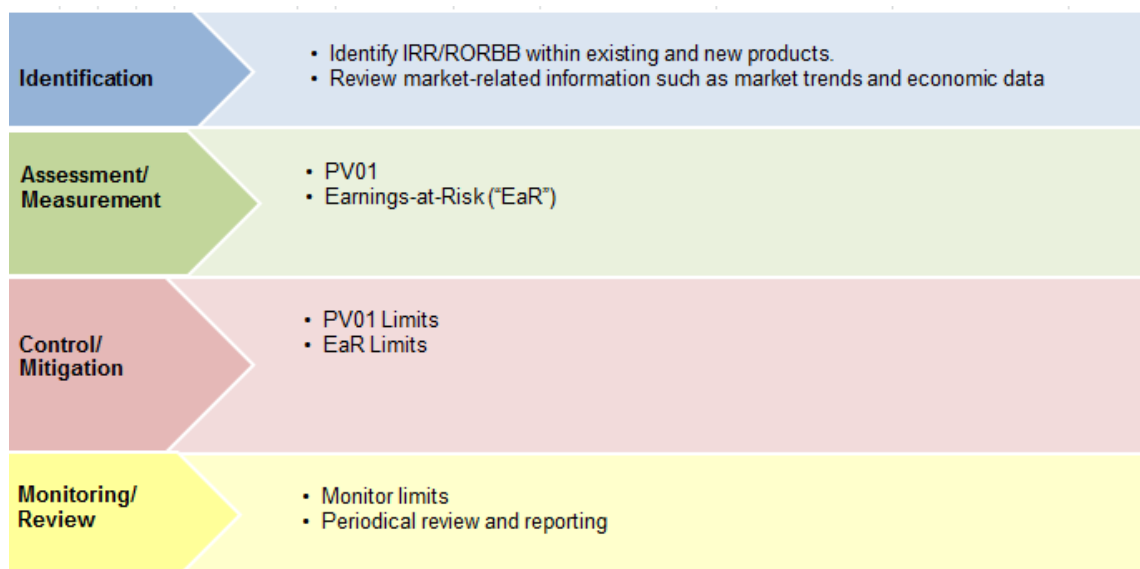 Identification
• Identify IRR/RORBB within existing and new products.
• Review market-related information such as market trends and economic data
Assessment/
Measurement
• PV01
• Earnings-at-Risk (“EaR”)
Control/
Mitigation
• PV01 Limits
• EaR Limits
Monitoring/
Review
• Monitor limits
• Periodical review and reporting